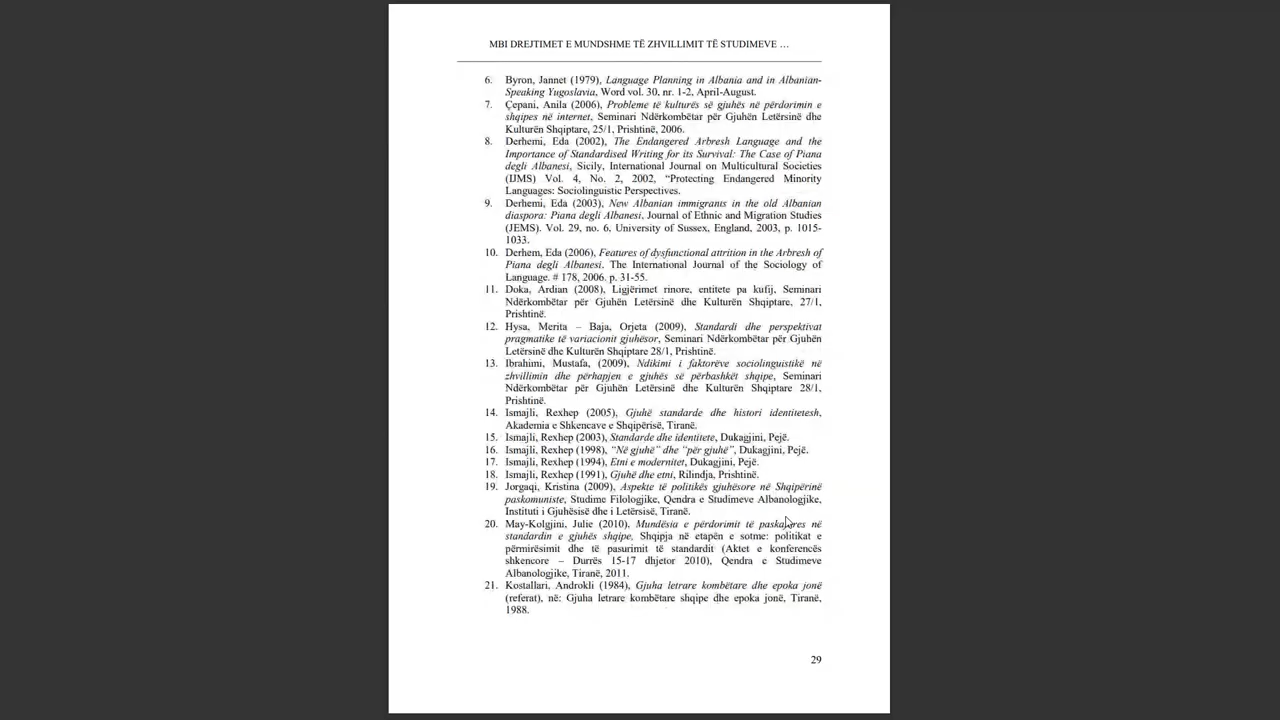 MBI DREJTIMET E MUNDSHME TË ZHVILLIMIT TË STUDIMEVE …
6. Byron, Jannet (1979), Language Planning in Albania and in Albanian-
Speaking Yugoslavia, Word vol. 30, nr. 1-2, April-August.
7. Çepani, Anila (2006), Probleme të kulturës së gjuhës në përdorimin e
shqipes në internet, Seminari Ndërkombëtar për Gjuhën Letërsinë dhe
Kulturën Shqiptare, 25/1, Prishtinë, 2006.
8. Derhemi, Eda (2002), The Endangered Arbresh Language and the
Importance of Standardised Writing for its Survival: The Case of Piana
degli Albanesi, Sicily, International Journal on Multicultural Societies
(IJMS) Vol. 4, No. 2, 2002, “Protecting Endangered Minority
Languages: Sociolinguistic Perspectives.
9. Derhemi, Eda (2003), New Albanian immigrants in the old Albanian
diaspora: Piana degli Albanesi, Journal of Ethnic and Migration Studies
(JEMS). Vol. 29, no. 6, University of Sussex, England, 2003, p. 1015-
1033.
10. Derhem, Eda (2006), Features of dysfunctional attrition in the Arbresh of
Piana degli Albanesi. The International Journal of the Sociology of
Language. # 178, 2006. p. 31-55.
11. Doka, Ardian (2008), Ligjërimet rinore, entitete pa kufij, Seminari
Ndërkombëtar për Gjuhën Letërsinë dhe Kulturën Shqiptare, 27/1,
Prishtinë.
12. Hysa, Merita – Baja, Orjeta (2009), Standardi dhe perspektivat
pragmatike të variacionit gjuhësor, Seminari Ndërkombëtar për Gjuhën
Letërsinë dhe Kulturën Shqiptare 28/1, Prishtinë.
13. Ibrahimi, Mustafa, (2009), Ndikimi i faktorëve sociolinguistikë në
zhvillimin dhe përhapjen e gjuhës së përbashkët shqipe, Seminari
Ndërkombëtar për Gjuhën Letërsinë dhe Kulturën Shqiptare 28/1,
Prishtinë.
14. Ismajli, Rexhep (2005), Gjuhë standarde dhe histori identitetesh,
Akademia e Shkencave e Shqipërisë, Tiranë.
15. Ismajli, Rexhep (2003), Standarde dhe identitete, Dukagjini, Pejë.
16. Ismajli, Rexhep (1998), “Në gjuhë” dhe “për gjuhë”, Dukagjini, Pejë.
17. Ismajli, Rexhep (1994), Etni e modernitet, Dukagjini, Pejë.
18. Ismajli, Rexhep (1991), Gjuhë dhe etni, Rilindja, Prishtinë.
19. Jorgaqi, Kristina (2009), Aspekte të politikës gjuhësore në Shqipërinë
paskomuniste, Studime Filologjike, Qendra e Studimeve Albanologjike,
Instituti i Gjuhësisë dhe i Letërsisë, Tiranë.
20. May-Kolgjini, Julie (2010), Mundësia e përdorimit të paskajores në
standardin e gjuhës shqipe, Shqipja në etapën e sotme: politikat e
përmirësimit dhe të pasurimit të standardit (Aktet e konferencës
shkencore – Durrës 15-17 dhjetor 2010), Qendra e Studimeve
Albanologjike, Tiranë, 2011.
21. Kostallari, Androkli (1984), Gjuha letrare kombëtare dhe epoka jonë
(referat), në: Gjuha letrare kombëtare shqipe dhe epoka jonë, Tiranë,
1988.
29